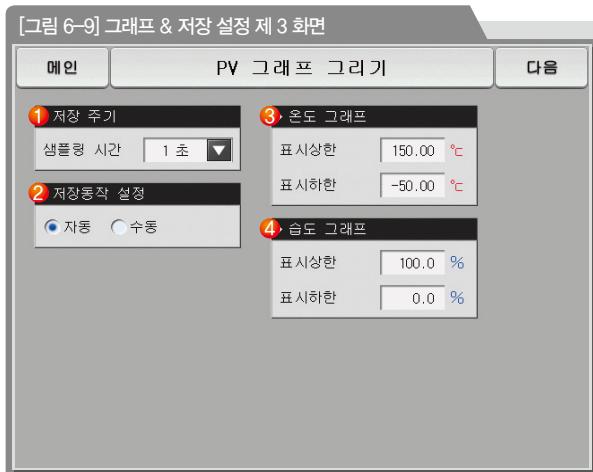 [그림 6-9] 그래프 & 저장 설정 제 3 화면
메인
PV 그래프 그리기
다음
1 저장 주기
샘플링 시간 1 초
2 저장동작 설정
자동 수동
3 온도 그래프
표시상한 150.00 ℃
표시하한 -50.00 ℃
4 습도 그래프
표시상한 100.0 %
표시하한 0.0 %